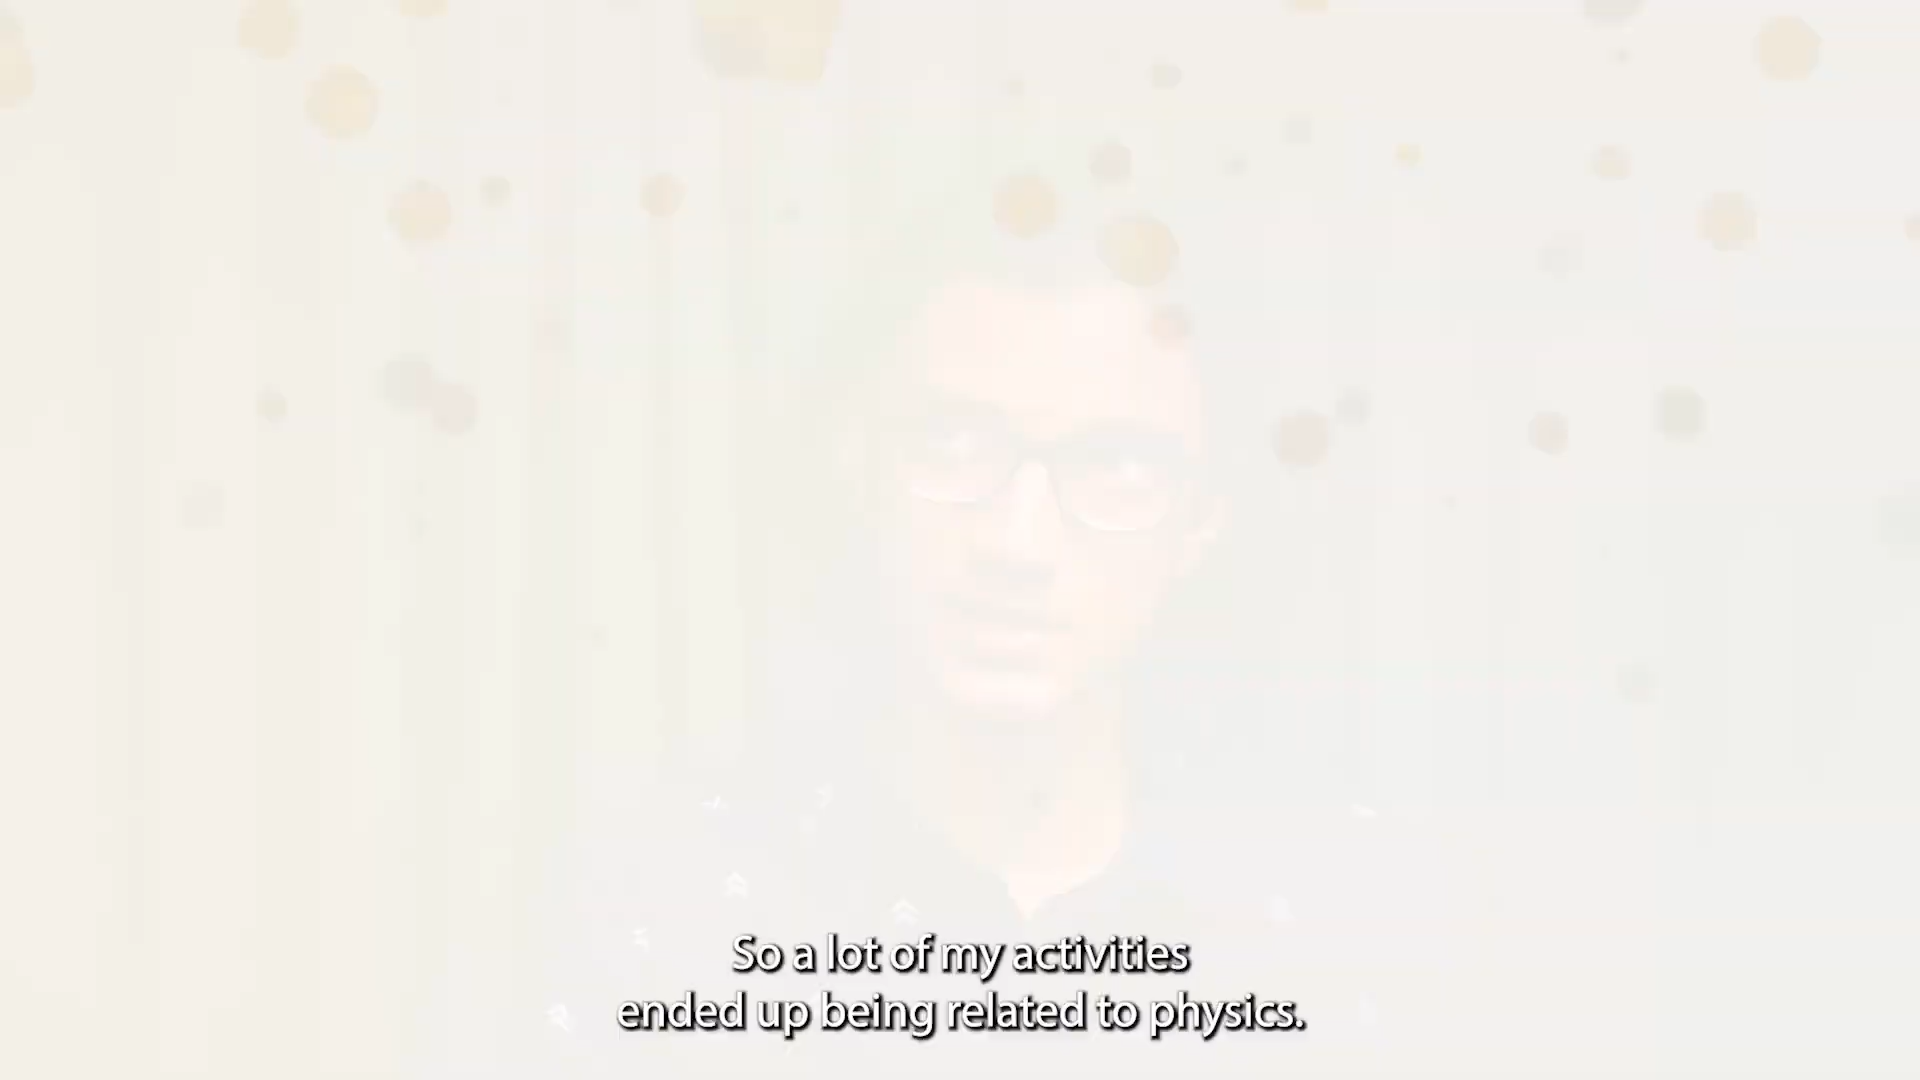 So a lot of my activities
ended up being related to physics.